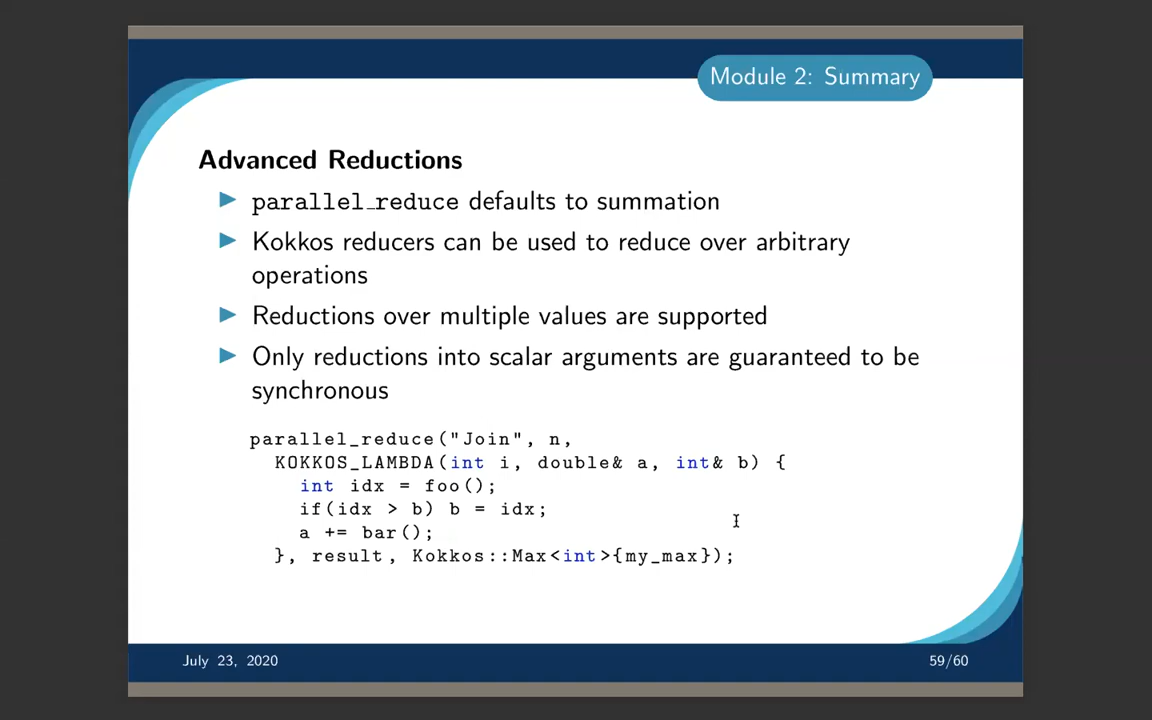 Module 2: Summary
Advanced Reductions
▶ parallel_reduce defaults to summation
▶ Kokkos reducers can be used to reduce over arbitrary
operations
▶ Reductions over multiple values are supported
▶ Only reductions into scalar arguments are guaranteed to be
synchronous
parallel_reduce("Join", n,
KOKKOS_LAMBDA(int i, double& a, int& b) {
int idx = foo();
if(idx > b) b = idx;
a += bar();
}, result, Kokkos::Max<int>{my_max});
July 23, 2020
59/60